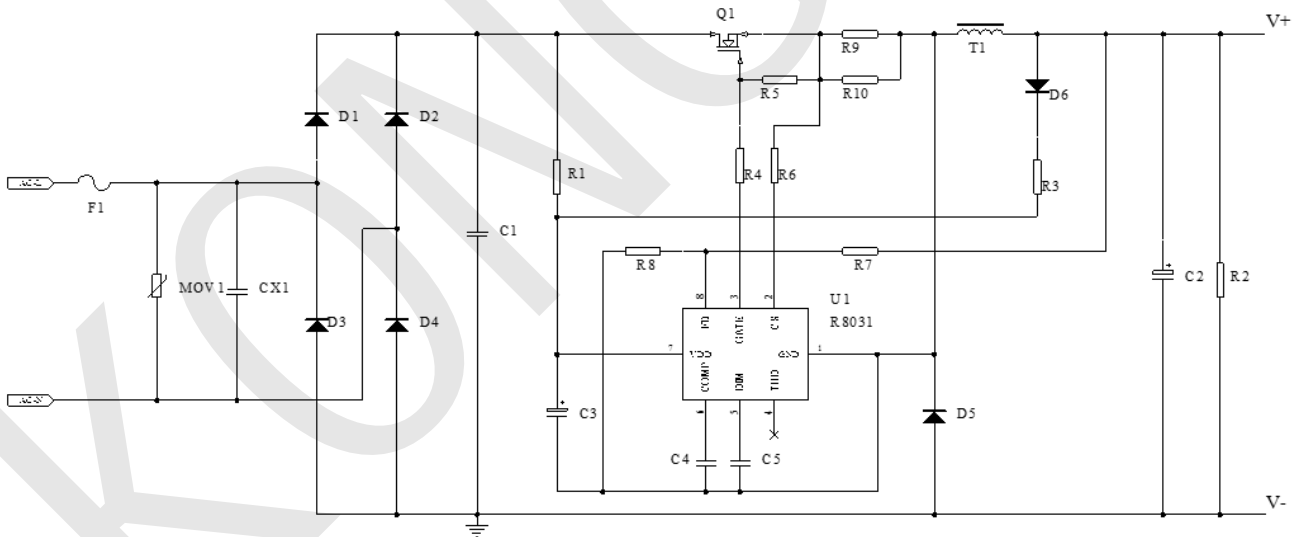 Q1
V+
R9
T1
R5
R10
D6
D1
D2
R1
R4
R6
R3
F1
C1
R8
R7
MOV1
CX1
C2
R2
8
3
2
U1
R8031
D3
D4
FD
GATE
CS
7
VDD
GND
1
COMP
DIM
THD
6
5
4
C3
D5
C4
C5
V-
KONG